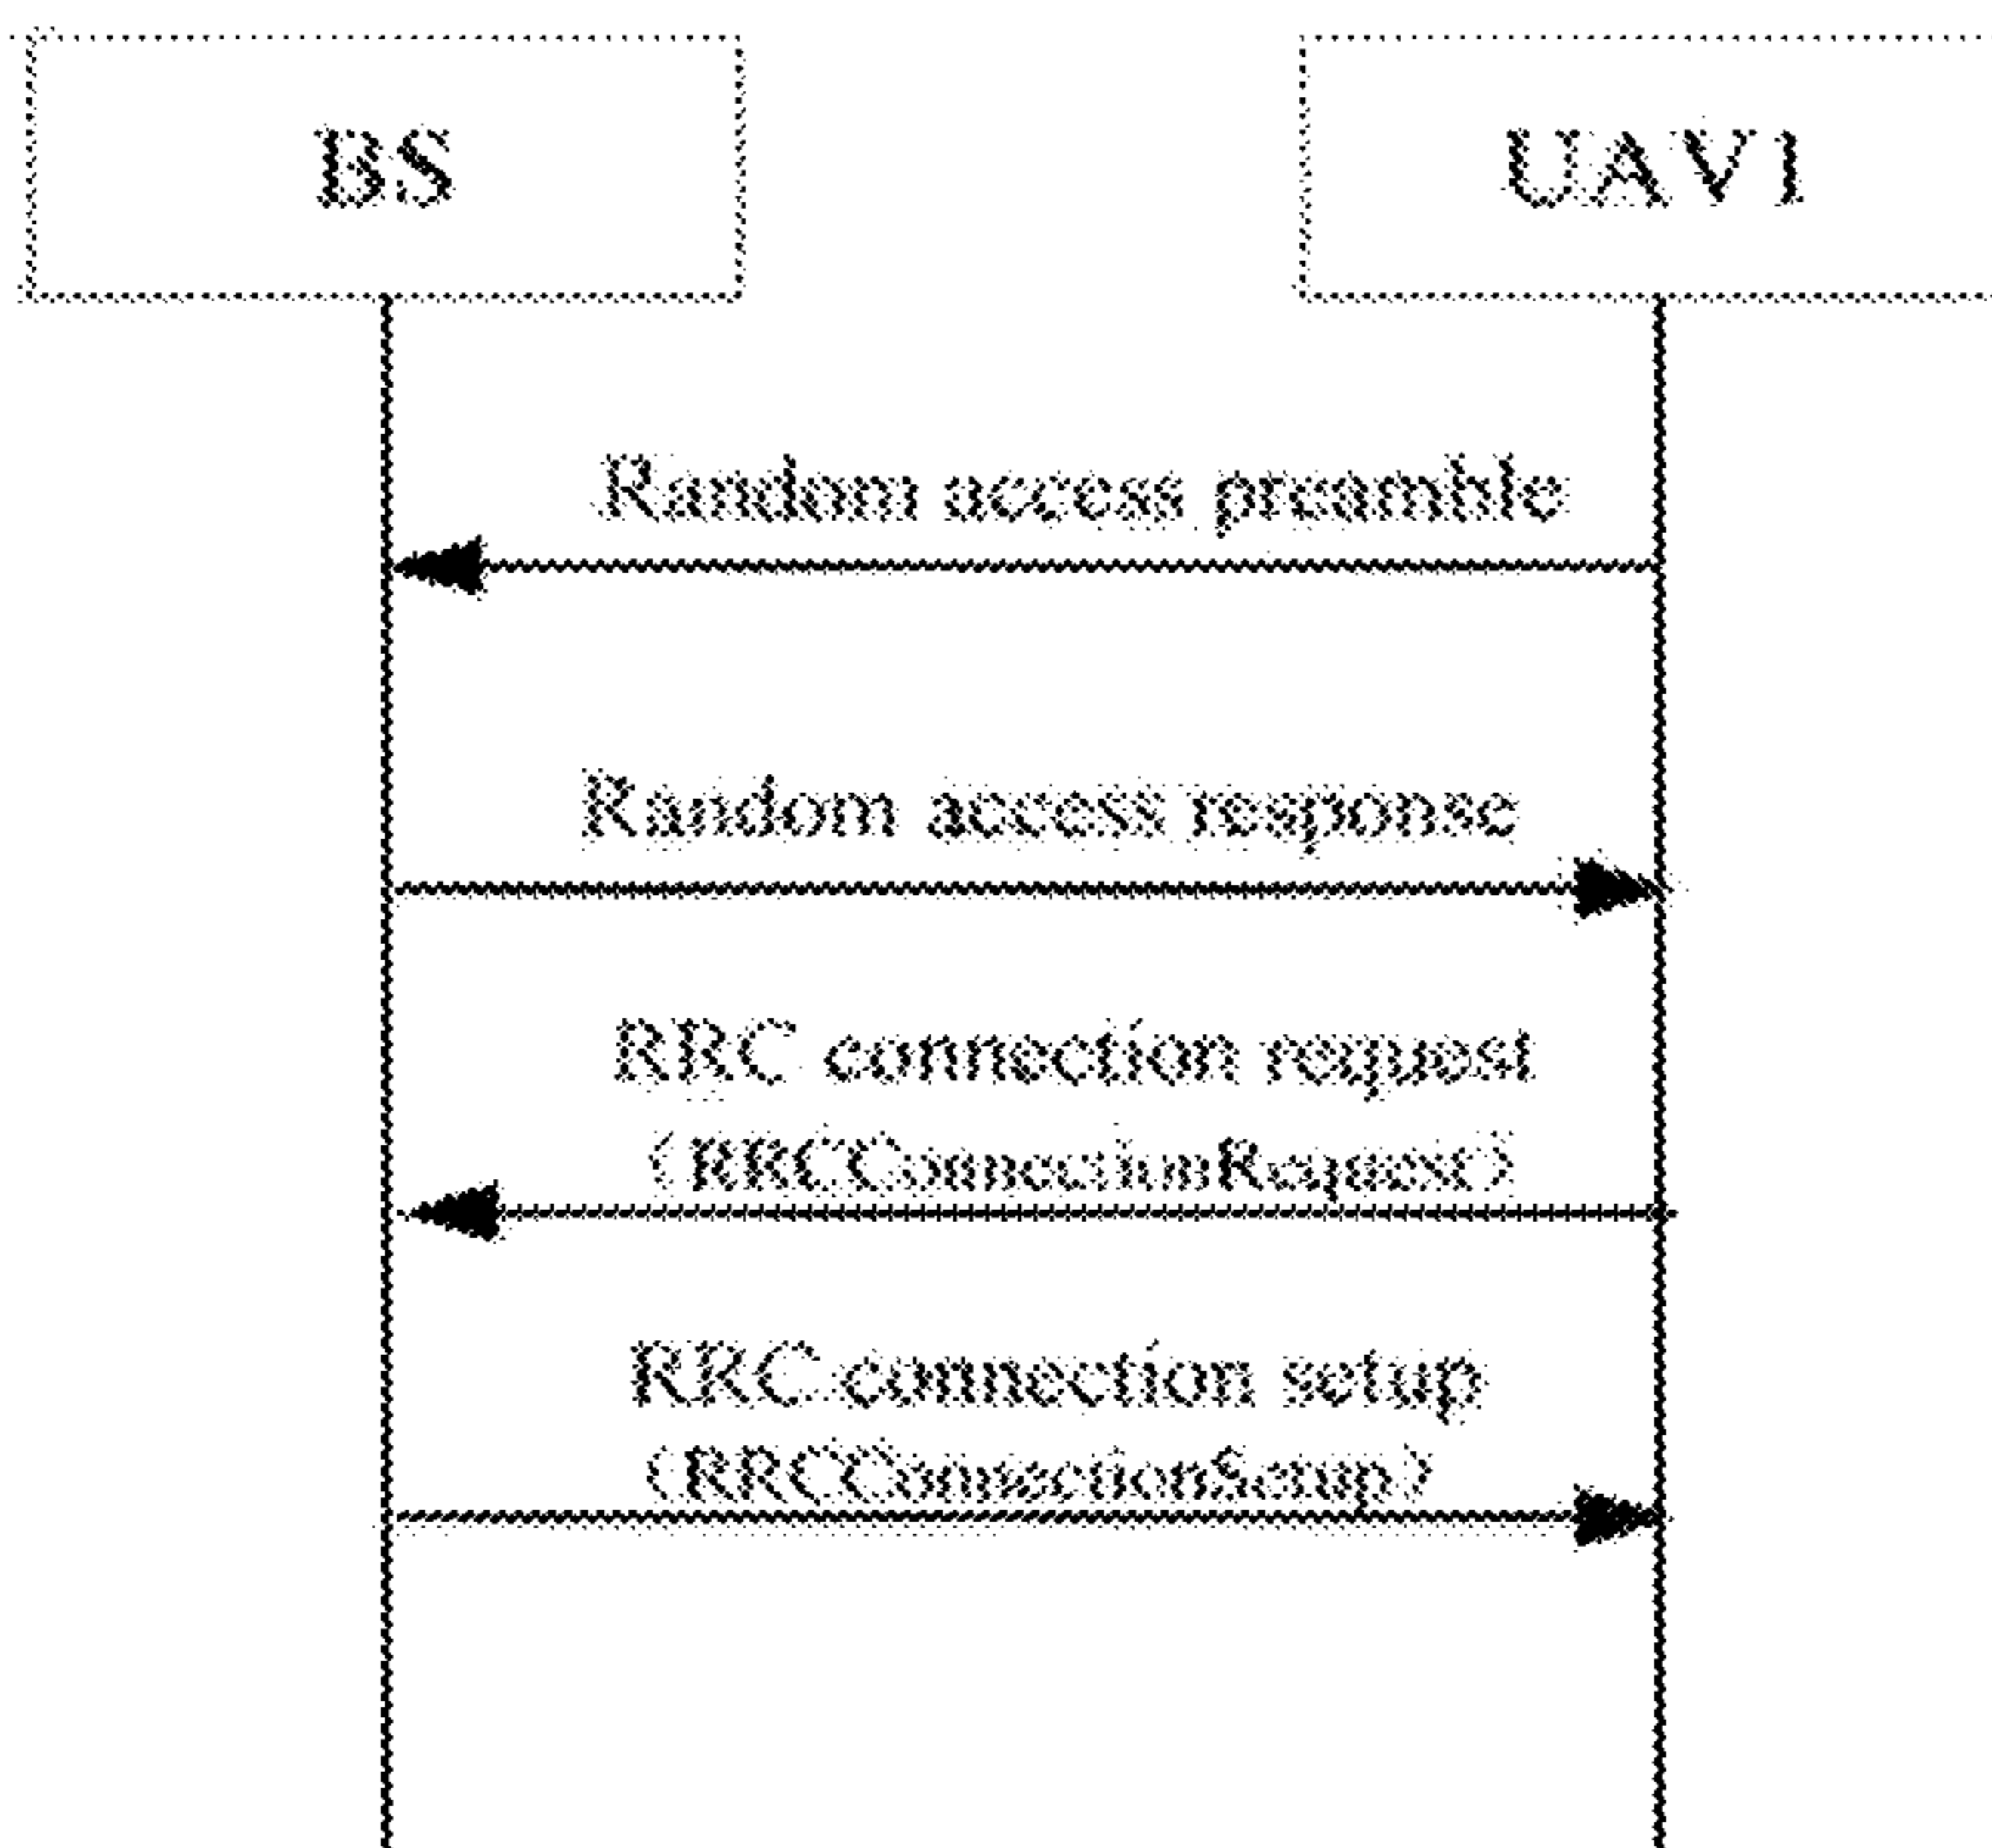 BS
UAV1
Random access preamble
Random access response
RRC connection request
(RRCConnectionRequest)
RRC connection setup
(RRCConnectionSetup)